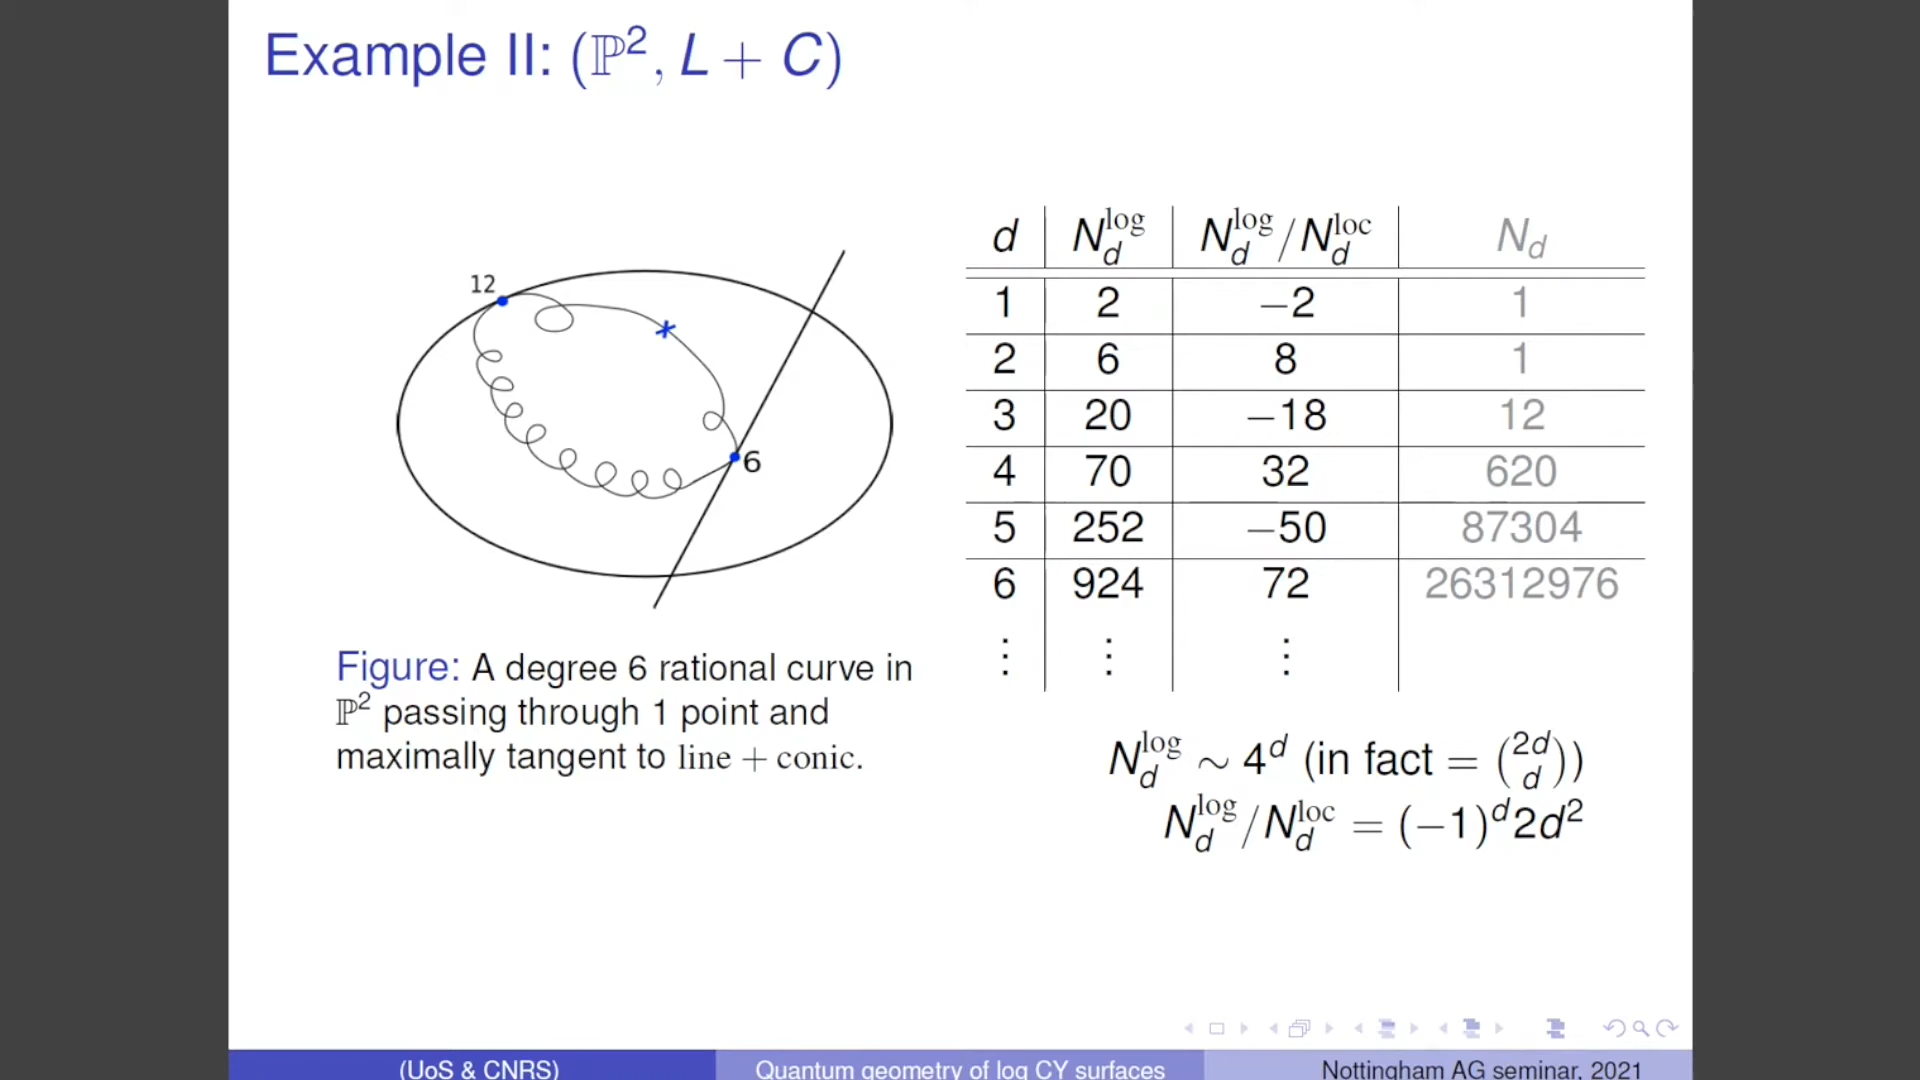 Example II: (ℙ², L + C)
12
*
6
Figure: A degree 6 rational curve in
ℙ² passing through 1 point and
maximally tangent to line + conic.
d | N_d^log | N_d^log/N_d^loc | N_d
1 | 2 | −2 | 1
2 | 6 | 8 | 1
3 | 20 | −18 | 12
4 | 70 | 32 | 620
5 | 252 | −50 | 87304
6 | 924 | 72 | 26312976
⋮ | ⋮ | ⋮
N_d^log ∼ 4^d (in fact = \binom{2d}{d})
N_d^log/N_d^loc = (−1)^d 2d²
(UoS & CNRS) Quantum geometry of log CY surfaces Nottingham AG seminar, 2021